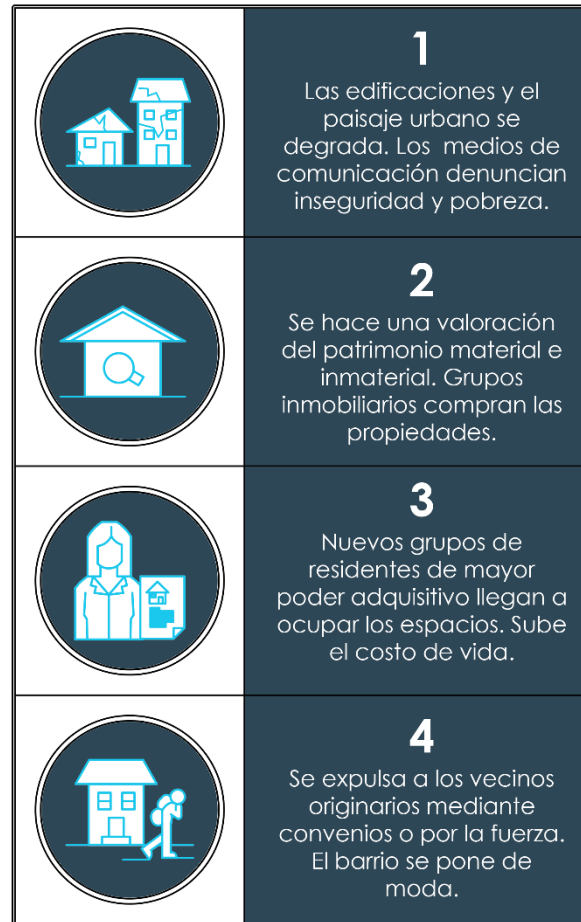 1
Las edificaciones y el
paisaje urbano se
degrada. Los  medios de
comunicación denuncian
inseguridad y pobreza.
2
Se hace una valoración
del patrimonio material e
inmaterial. Grupos
inmobiliarios compran las
propiedades.
3
Nuevos grupos de
residentes de mayor
poder adquisitivo llegan a
ocupar los espacios. Sube
el costo de vida.
4
Se expulsa a los vecinos
originarios mediante
convenios o por la fuerza.
El barrio se pone de
moda.